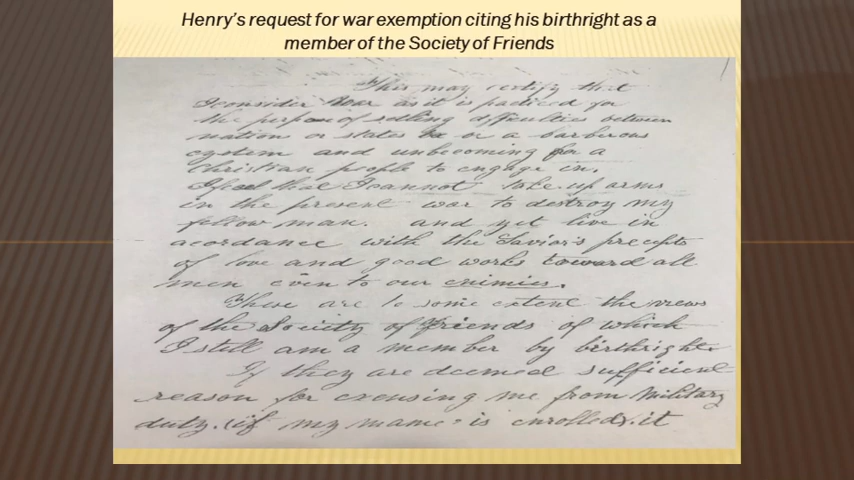 Henry's request for war exemption citing his birthright as a
member of the Society of Friends
This may certify that
I consider War as it is practiced for
the purpose of settling difficulties between
nation or states to be a barberous
system and unbecoming for a
Christian people to engage in.
I feel that I cannot take up arms
in the present war to destroy my
fellow man. and yet live in
acordance with the Savior's precepts
of love and good works toward all
men even to our enimies.
These are to some extent the views
of the Society of Friends of which
I still am a member by birthright.
If they are deemed sufficient
reason for excusing me from Military
duty. (if my name is enrolled). it